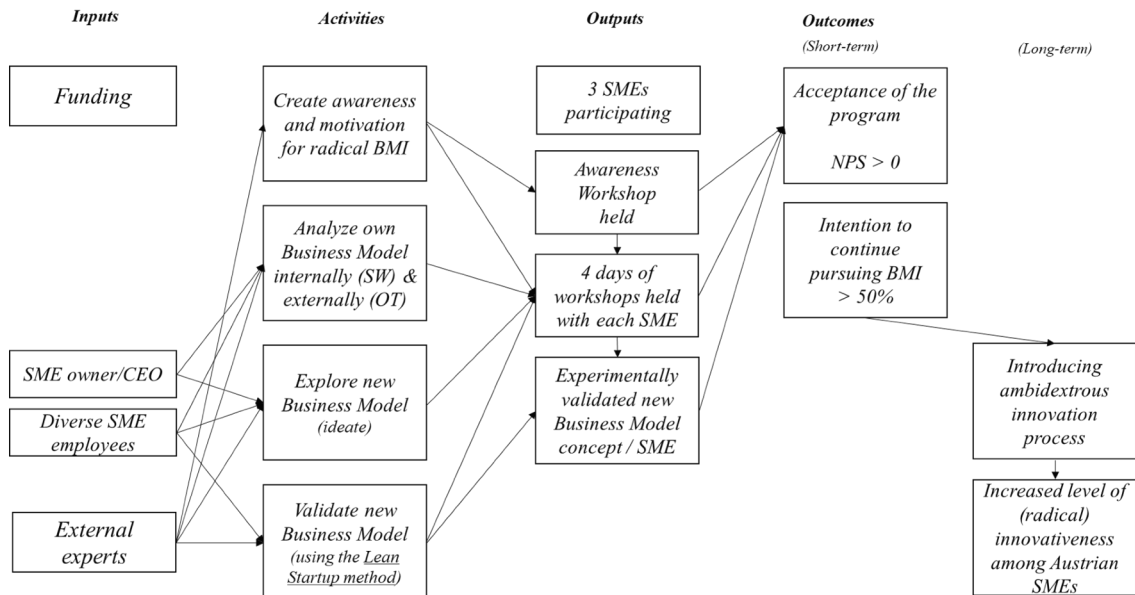 Inputs
Activities
Outputs
Outcomes
(Short-term)
(Long-term)
Funding
SME owner/CEO
Diverse SME
employees
External
experts
Create awareness
and motivation
for radical BMI
Analyze own
Business Model
internally (SW) &
externally (OT)
Explore new
Business Model
(ideate)
Validate new
Business Model
(using the Lean
Startup method)
3 SMEs
participating
Awareness
Workshop
held
4 days of
workshops held
with each SME
Experimentally
validated new
Business Model
concept / SME
Acceptance of the
program
NPS > 0
Intention to
continue
pursuing BMI
> 50%
Introducing
ambidextrous
innovation
process
Increased level of
(radical)
innovativeness
among Austrian
SMEs